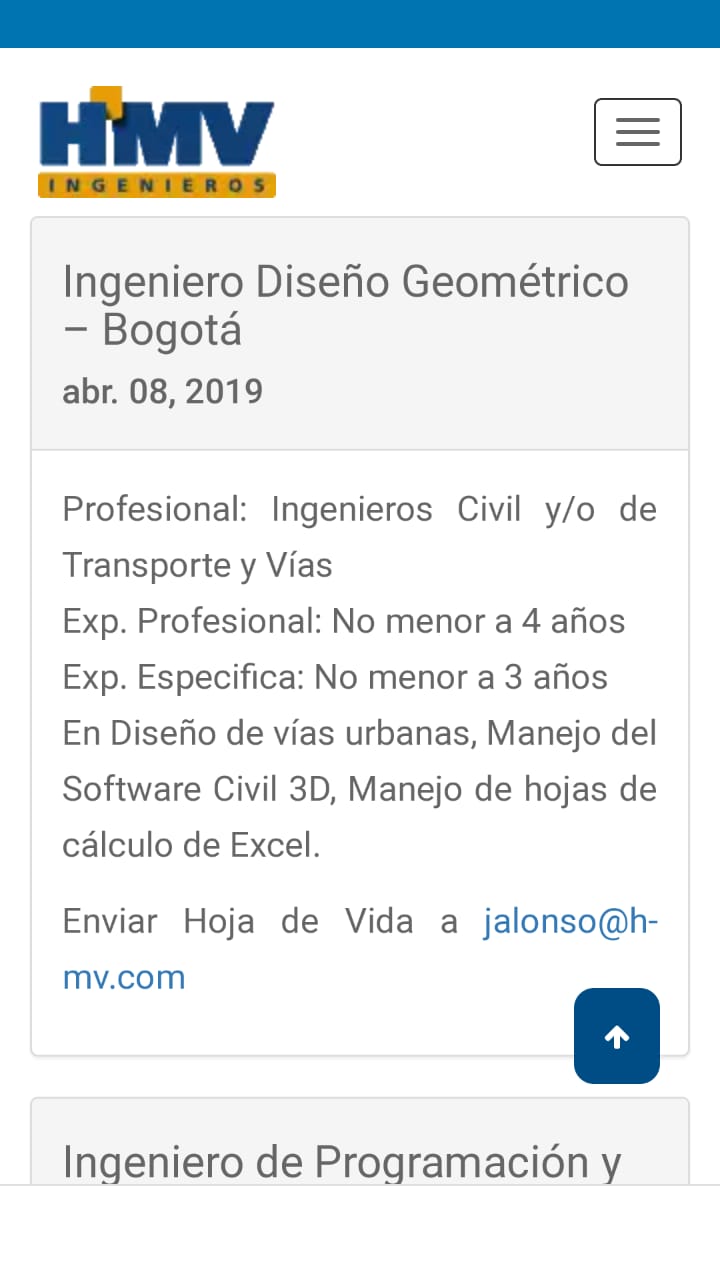 HMV
INGENIEROS
Ingeniero Diseño Geométrico
– Bogotá
abr. 08, 2019
Profesional: Ingenieros Civil y/o de
Transporte y Vías
Exp. Profesional: No menor a 4 años
Exp. Especifica: No menor a 3 años
En Diseño de vías urbanas, Manejo del
Software Civil 3D, Manejo de hojas de
cálculo de Excel.
Enviar Hoja de Vida a jalonso@h-
mv.com
Ingeniero de Programación y